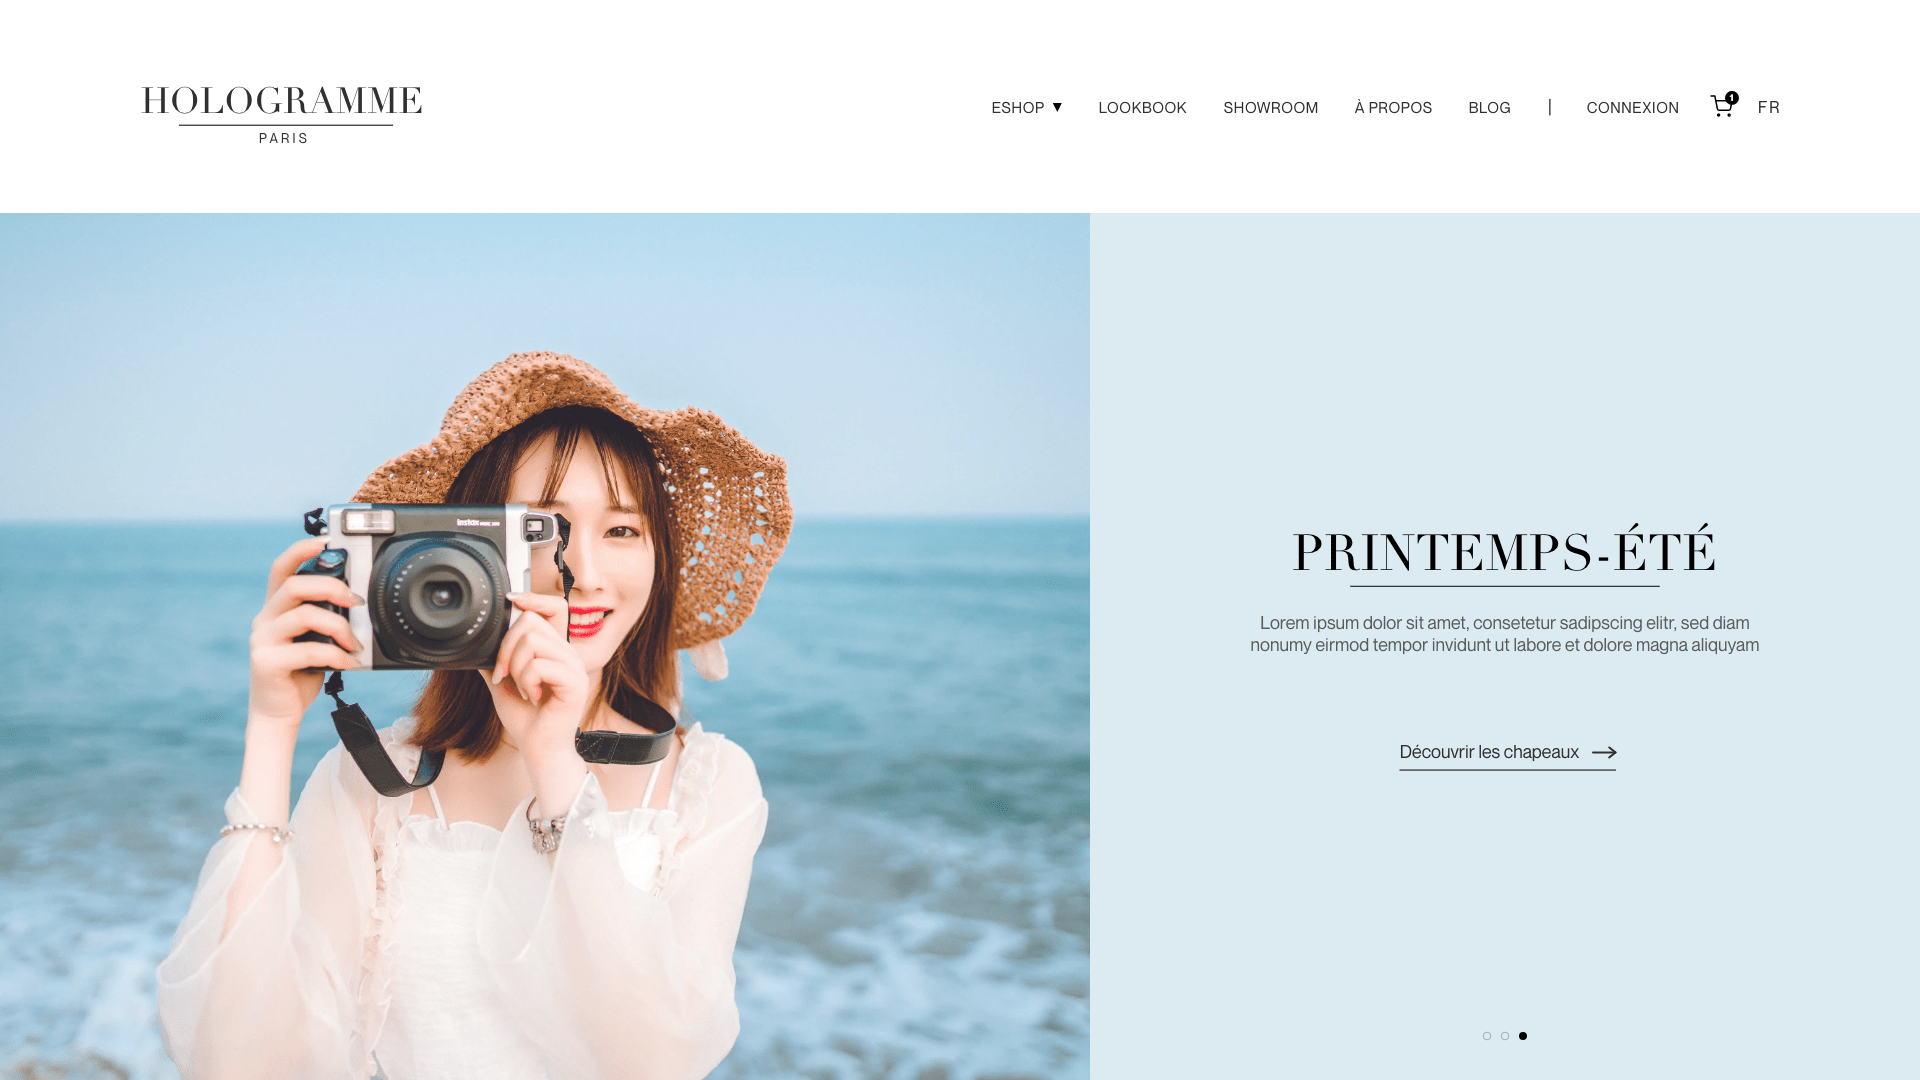 HOLOGRAMME
PARIS
ESHOP ▼ LOOKBOOK SHOWROOM À PROPOS BLOG | CONNEXION 1 FR
instax
PRINTEMPS-ÉTÉ
Lorem ipsum dolor sit amet, consetetur sadipscing elitr, sed diam
nonumy eirmod tempor invidunt ut labore et dolore magna aliquyam
Découvrir les chapeaux →